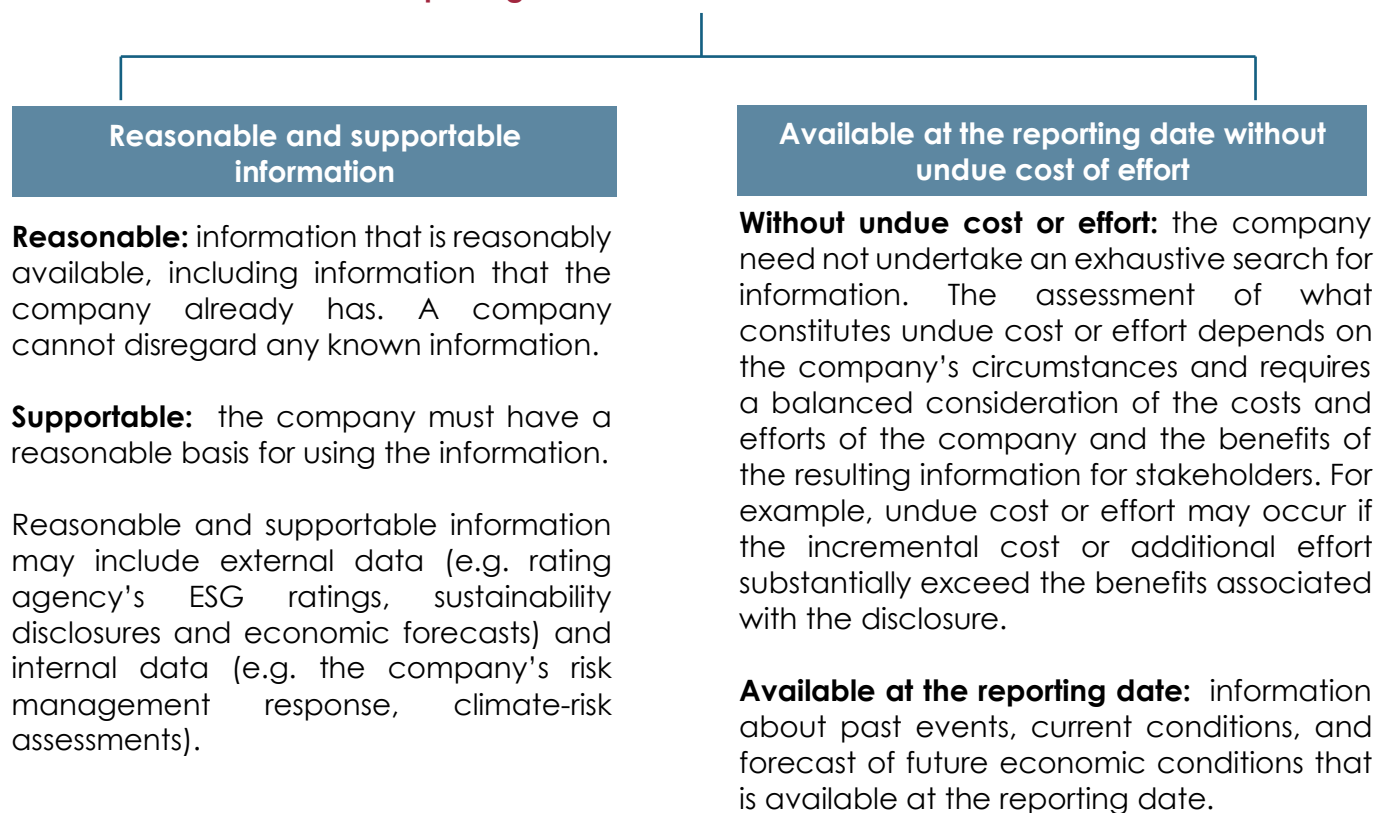 Reasonable and supportable
information
Reasonable: information that is reasonably
available, including information that the
company already has. A company
cannot disregard any known information.
Supportable: the company must have a
reasonable basis for using the information.
Reasonable and supportable information
may include external data (e.g. rating
agency's ESG ratings, sustainability
disclosures and economic forecasts) and
internal data (e.g. the company's risk
management response, climate-risk
assessments).
Available at the reporting date without
undue cost of effort
Without undue cost or effort: the company
need not undertake an exhaustive search for
information. The assessment of what
constitutes undue cost or effort depends on
the company's circumstances and requires
a balanced consideration of the costs and
efforts of the company and the benefits of
the resulting information for stakeholders. For
example, undue cost or effort may occur if
the incremental cost or additional effort
substantially exceed the benefits associated
with the disclosure.
Available at the reporting date: information
about past events, current conditions, and
forecast of future economic conditions that
is available at the reporting date.